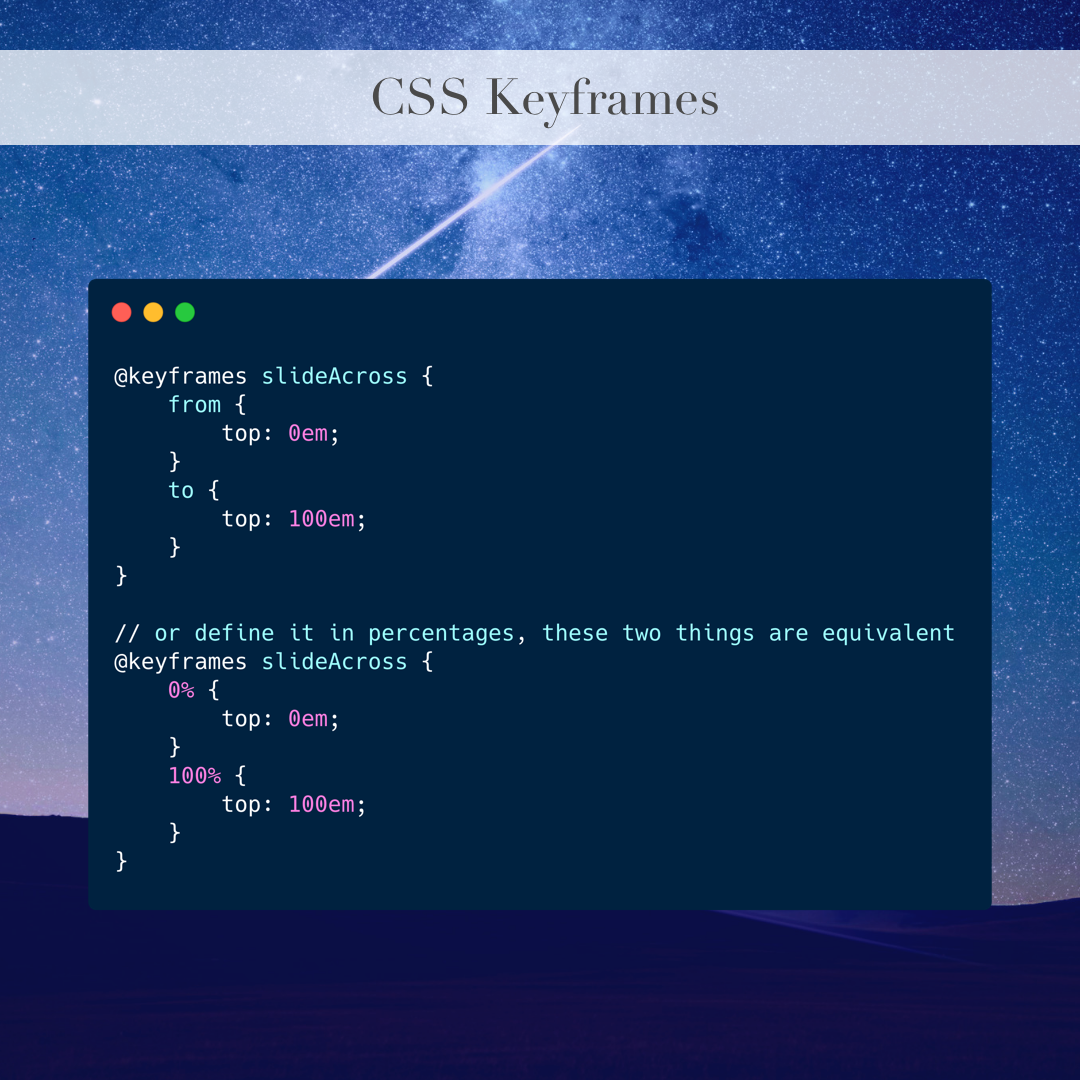 CSS Keyframes
@keyframes slideAcross {
    from {
        top: 0em;
    }
    to {
        top: 100em;
    }
}
// or define it in percentages, these two things are equivalent
@keyframes slideAcross {
    0% {
        top: 0em;
    }
    100% {
        top: 100em;
    }
}